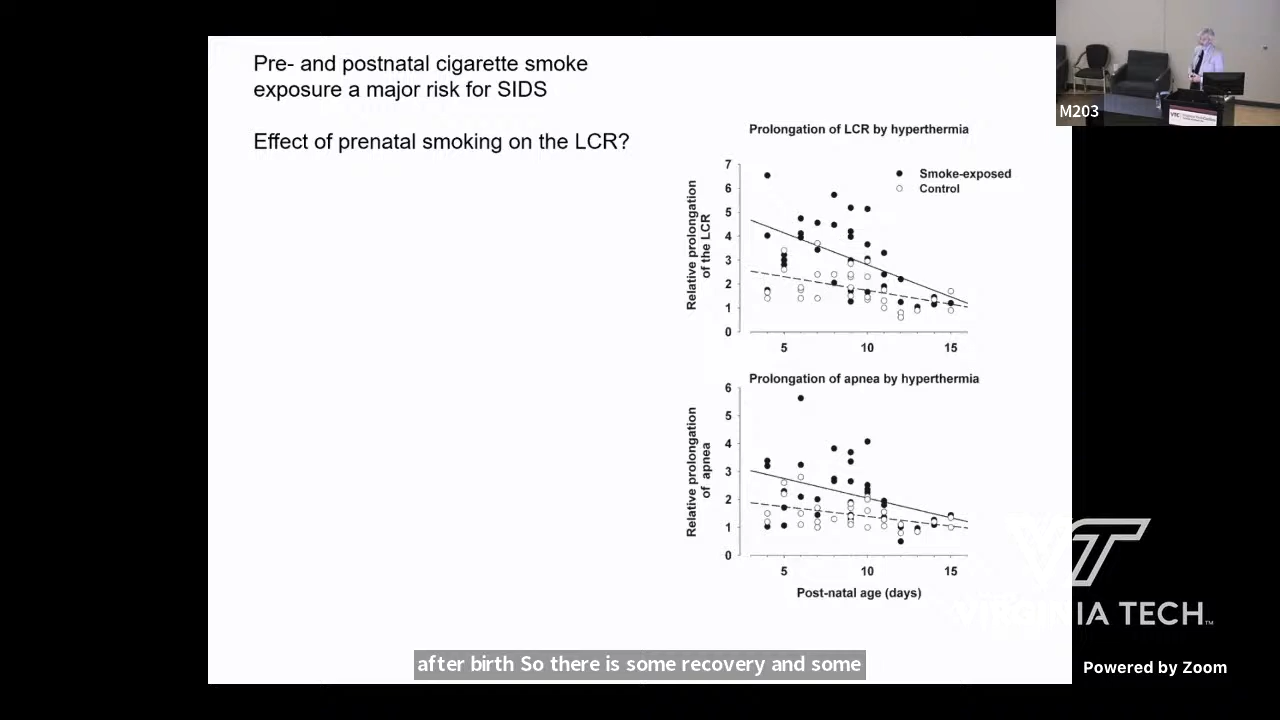 Pre- and postnatal cigarette smoke
exposure a major risk for SIDS
Effect of prenatal smoking on the LCR?
M203
Prolongation of LCR by hyperthermia
Relative prolongation
of the LCR
7
6
5
4
3
2
1
0
Smoke-exposed
Control
5
10
15
Prolongation of apnea by hyperthermia
Relative prolongation
of apnea
6
5
4
3
2
1
0
5
10
15
Post-natal age (days)
VIRGINIA TECH™
after birth So there is some recovery and some
Powered by Zoom